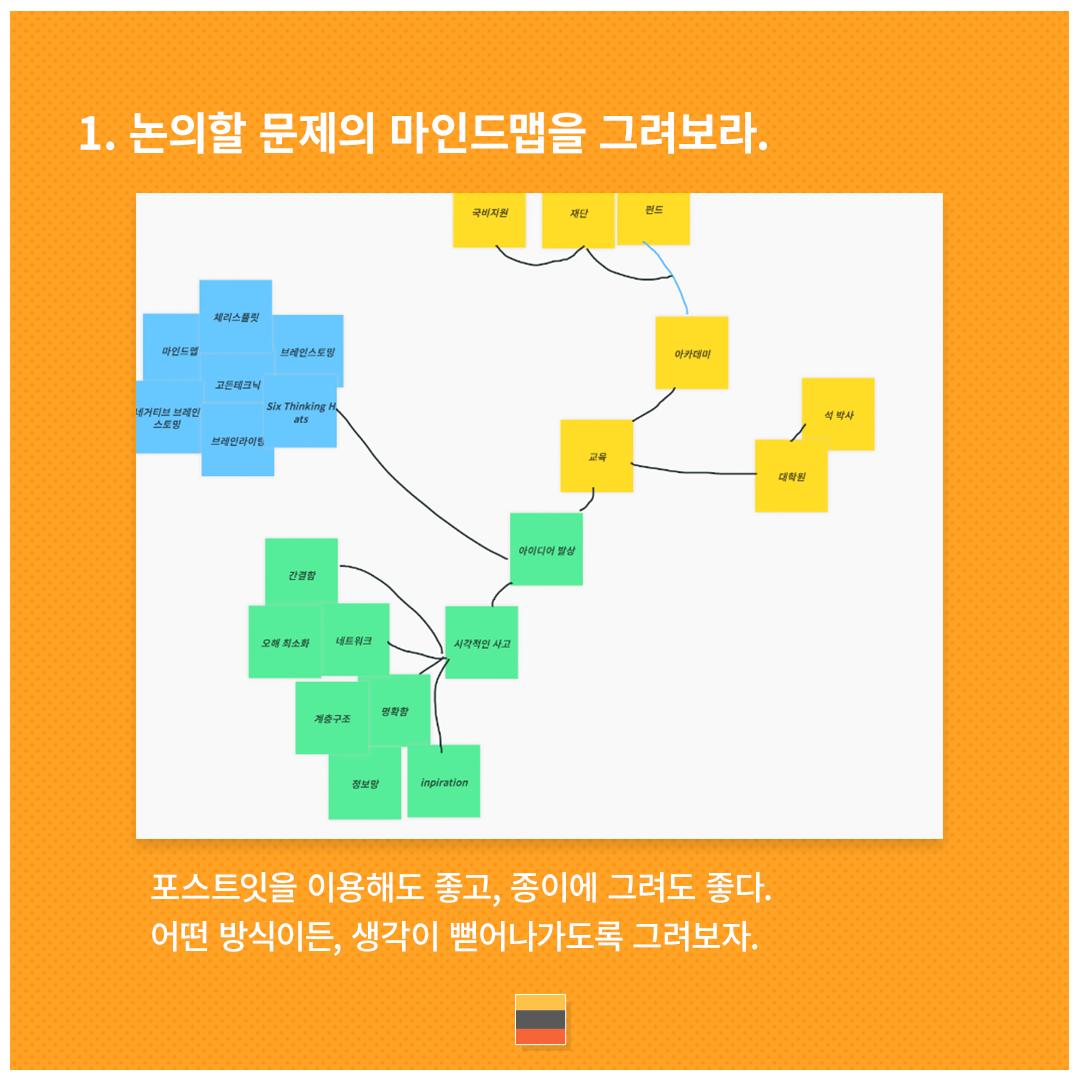 1. 논의할 문제의 마인드맵을 그려보라.
국비지원
재단
펀드
체리스플릿
마인드맵
브레인스토밍
고든테크닉
네거티브 브레인
스토밍
Six Thinking H
ats
브레인라이팅
아카데미
석 박사
교육
대학원
아이디어 발상
간결함
오해 최소화
네트워크
시각적인 사고
계층구조
명확함
정보망
inpiration
포스트잇을 이용해도 좋고, 종이에 그려도 좋다.
어떤 방식이든, 생각이 뻗어나가도록 그려보자.